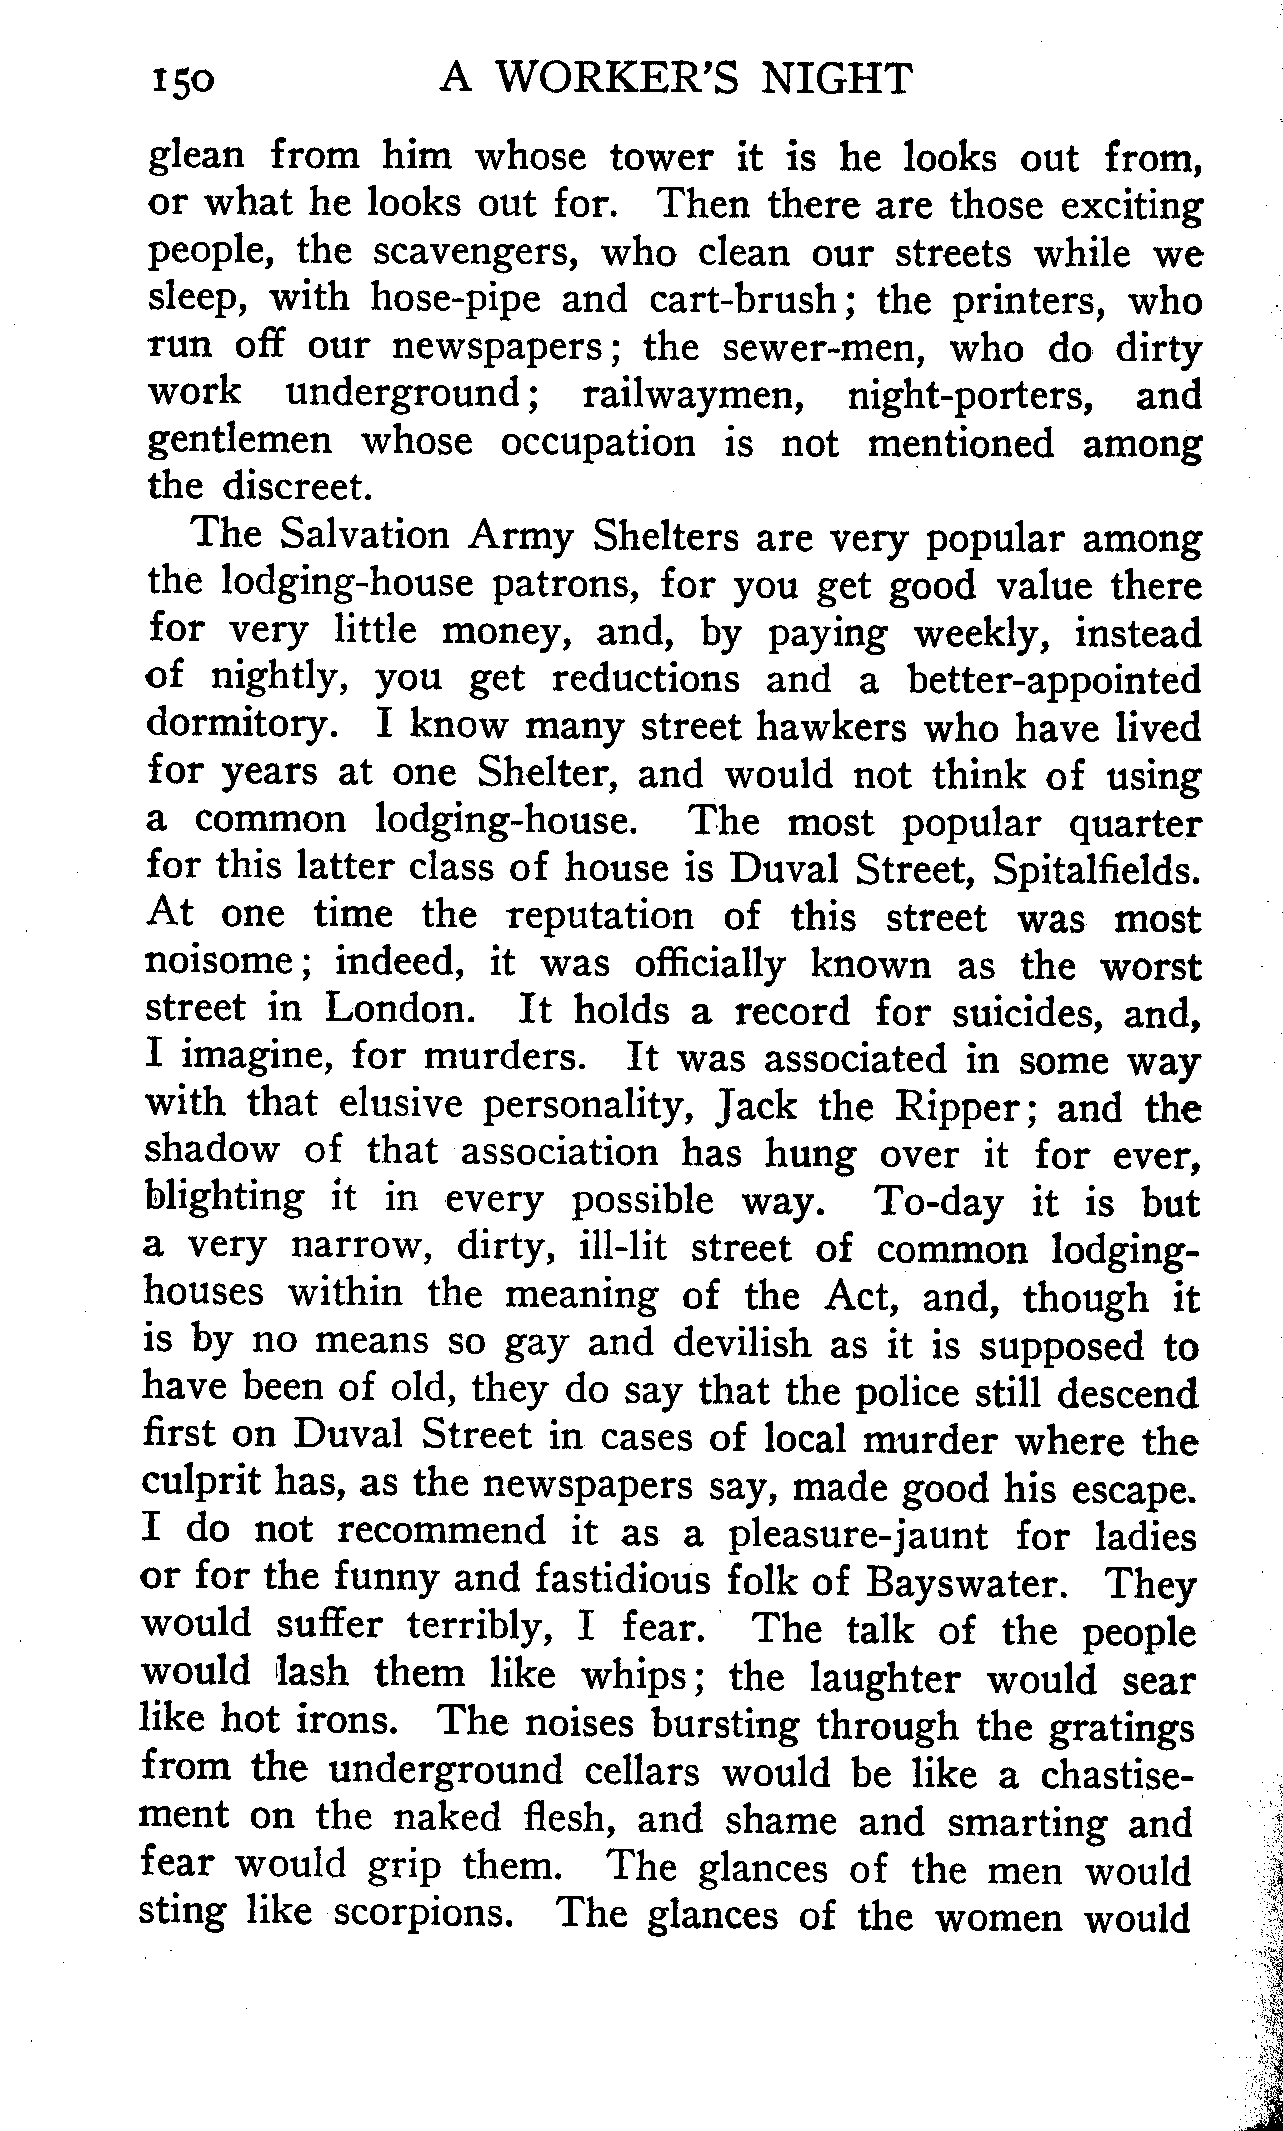 150 A WORKER'S NIGHT
glean from him whose tower it is he looks out from,
or what he looks out for. Then there are those exciting
people, the scavengers, who clean our streets while we
sleep, with hose-pipe and cart-brush; the printers, who
run off our newspapers; the sewer-men, who do dirty
work underground; railwaymen, night-porters, and
gentlemen whose occupation is not mentioned among
the discreet.
The Salvation Army Shelters are very popular among
the lodging-house patrons, for you get good value there
for very little money, and, by paying weekly, instead
of nightly, you get reductions and a better-appointed
dormitory. I know many street hawkers who have lived
for years at one Shelter, and would not think of using
a common lodging-house. The most popular quarter
for this latter class of house is Duval Street, Spitalfields.
At one time the reputation of this street was most
noisome; indeed, it was officially known as the worst
street in London. It holds a record for suicides, and,
I imagine, for murders. It was associated in some way
with that elusive personality, Jack the Ripper; and the
shadow of that association has hung over it for ever,
blighting it in every possible way. To-day it is but
a very narrow, dirty, ill-lit street of common lodging-
houses within the meaning of the Act, and, though it
is by no means so gay and devilish as it is supposed to
have been of old, they do say that the police still descend
first on Duval Street in cases of local murder where the
culprit has, as the newspapers say, made good his escape.
I do not recommend it as a pleasure-jaunt for ladies
or for the funny and fastidious folk of Bayswater. They
would suffer terribly, I fear. The talk of the people
would lash them like whips; the laughter would sear
like hot irons. The noises bursting through the gratings
from the underground cellars would be like a chastise-
ment on the naked flesh, and shame and smarting and
fear would grip them. The glances of the men would
sting like scorpions. The glances of the women would